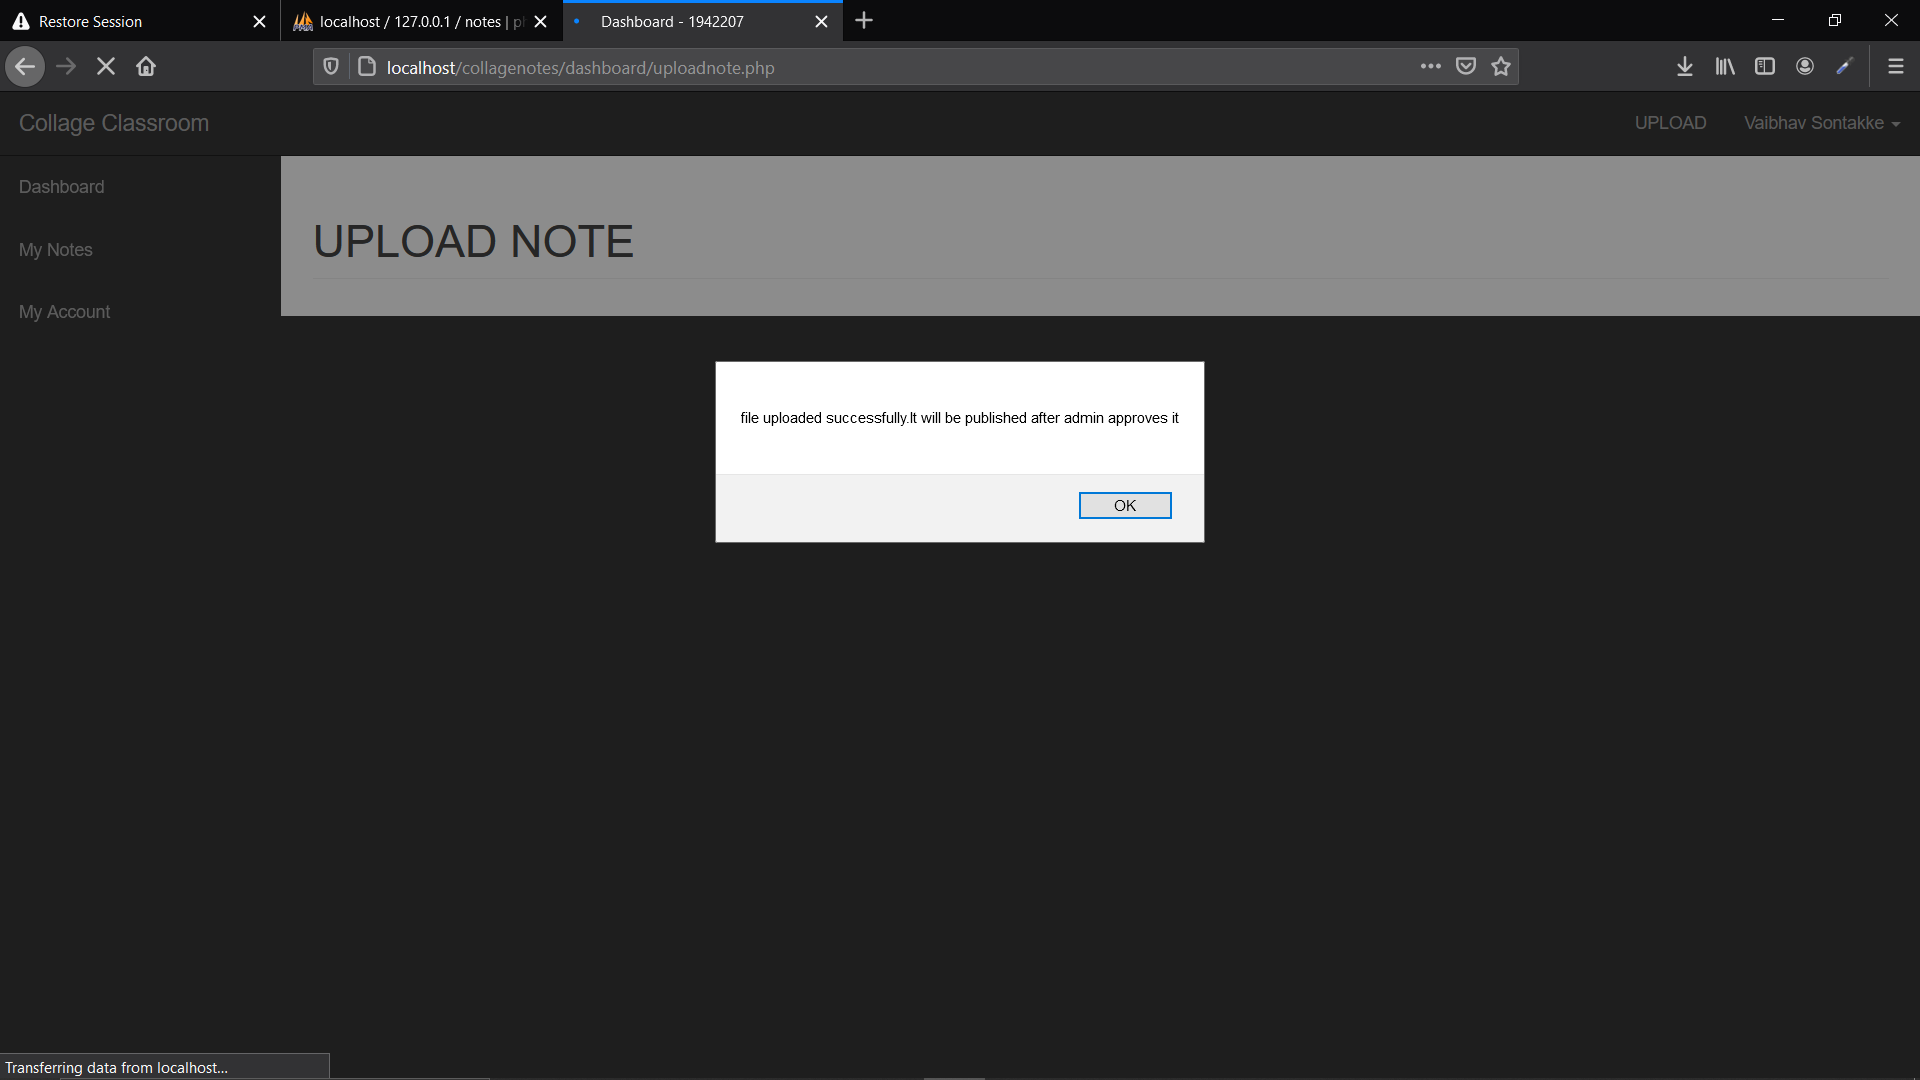 Restore Session
localhost / 127.0.0.1 / notes | ph
Dashboard - 1942207
localhost/collagenotes/dashboard/uploadnote.php
Collage Classroom
UPLOAD
Vaibhav Sontakke
Dashboard
My Notes
My Account
UPLOAD NOTE
file uploaded successfully.It will be published after admin approves it
OK
Transferring data from localhost...